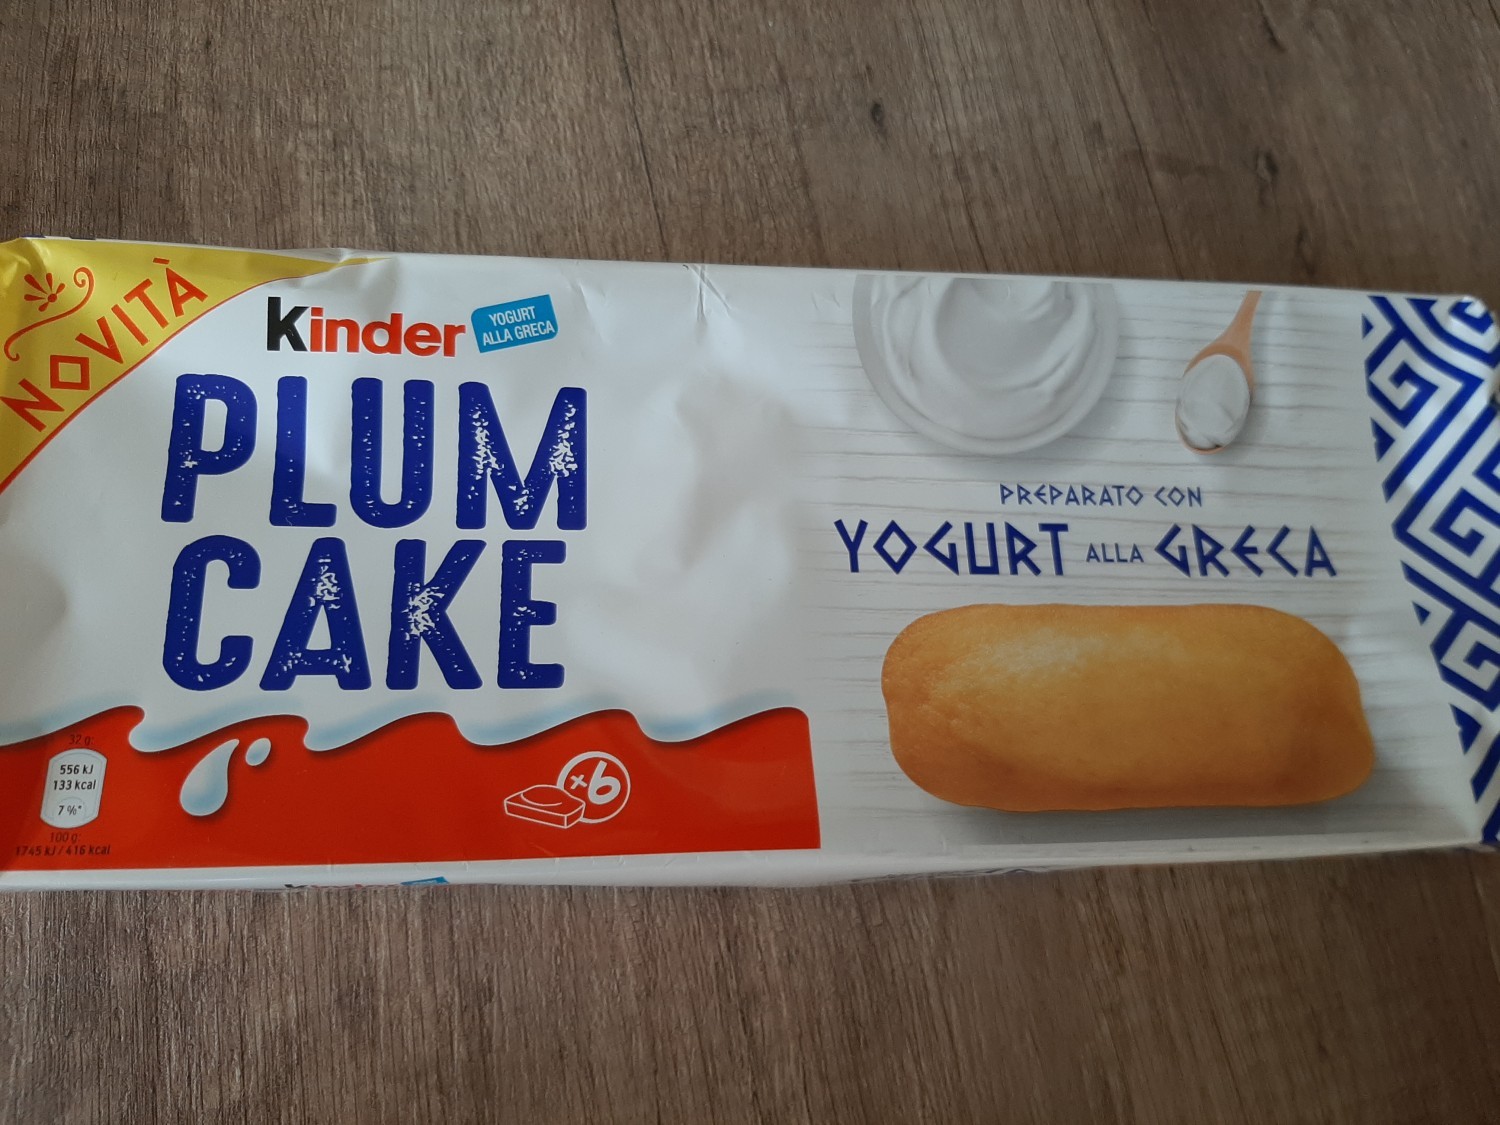 NOVITÀ
Kinder
YOGURT
ALLA GRECA
PLUM
CAKE
PREPARATO CON
YOGURT ALLA GRECA
32 g:
556 kJ
133 kcal
7 %*
100 g:
1745 kJ / 416 kcal
x6